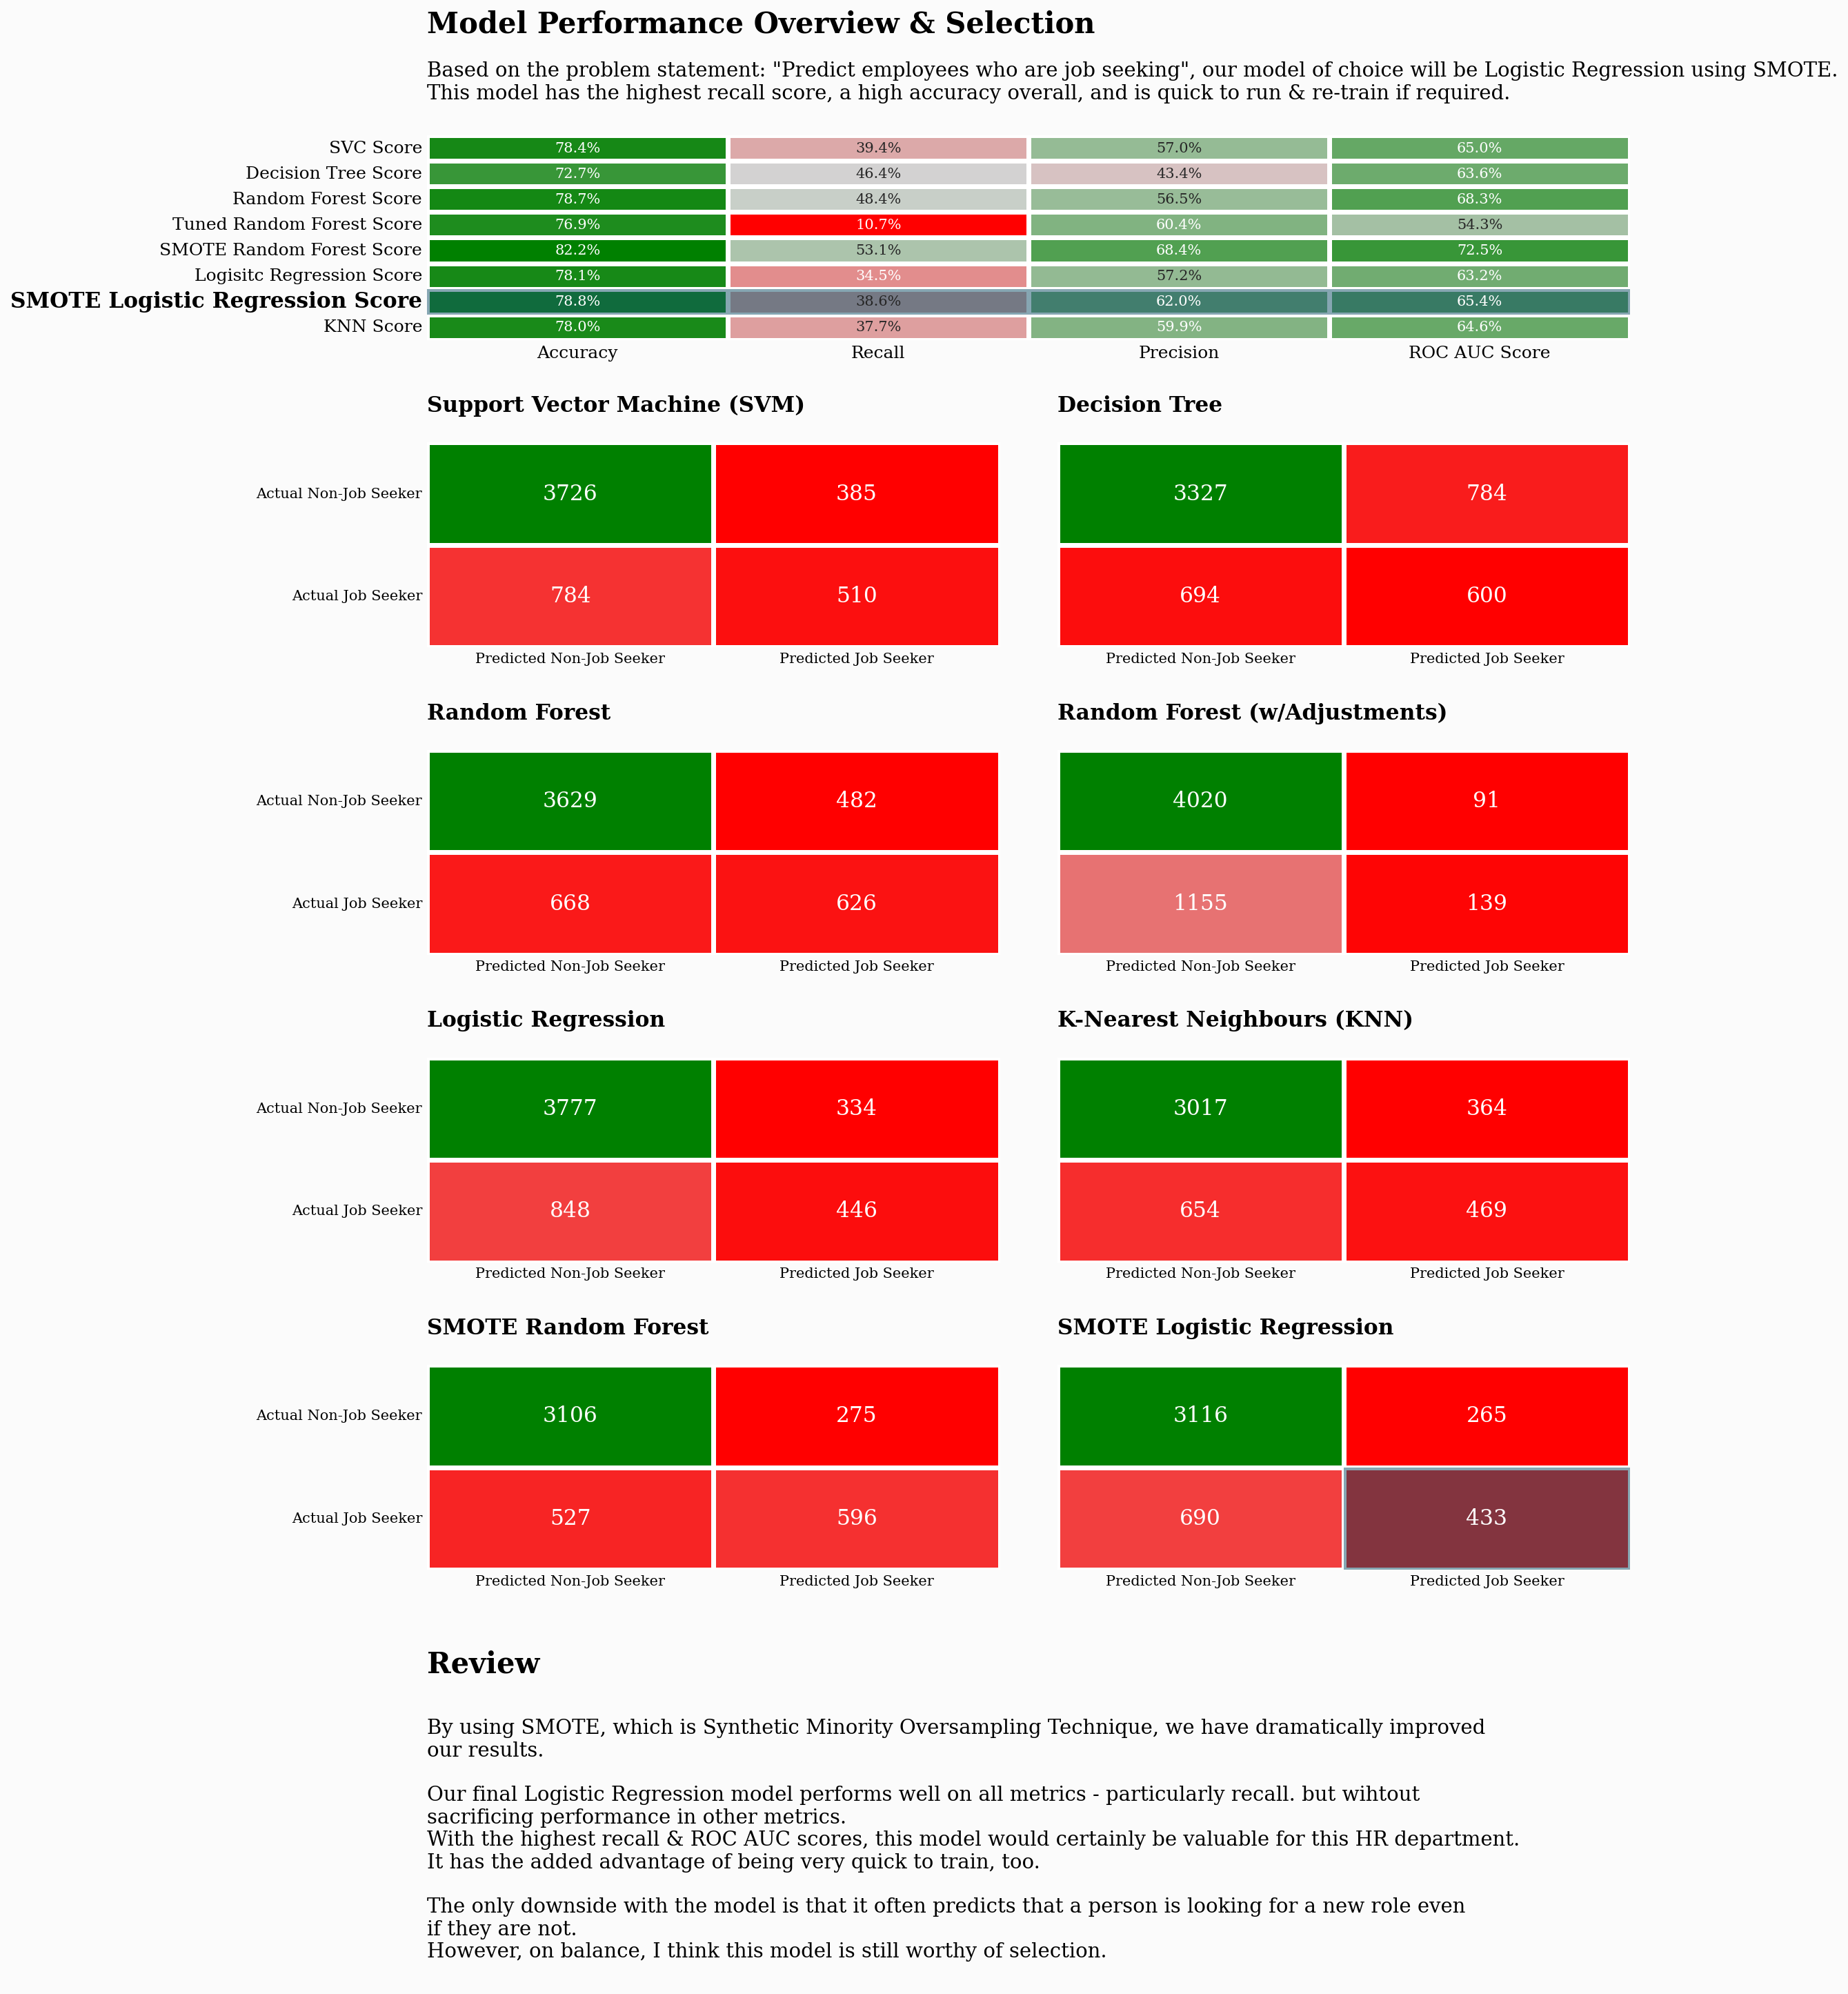 Model Performance Overview & Selection
Based on the problem statement: "Predict employees who are job seeking", our model of choice will be Logistic Regression using SMOTE.
This model has the highest recall score, a high accuracy overall, and is quick to run & re-train if required.
SVC Score 78.4% 39.4% 57.0% 65.0%
Decision Tree Score 72.7% 46.4% 43.4% 63.6%
Random Forest Score 78.7% 48.4% 56.5% 68.3%
Tuned Random Forest Score 76.9% 10.7% 60.4% 54.3%
SMOTE Random Forest Score 82.2% 53.1% 68.4% 72.5%
Logisitc Regression Score 78.1% 34.5% 57.2% 63.2%
SMOTE Logistic Regression Score 78.8% 38.6% 62.0% 65.4%
KNN Score 78.0% 37.7% 59.9% 64.6%
Accuracy Recall Precision ROC AUC Score
Support Vector Machine (SVM) Decision Tree
Actual Non-Job Seeker 3726 385 3327 784
Actual Job Seeker 784 510 694 600
Predicted Non-Job Seeker Predicted Job Seeker Predicted Non-Job Seeker Predicted Job Seeker
Random Forest Random Forest (w/Adjustments)
Actual Non-Job Seeker 3629 482 4020 91
Actual Job Seeker 668 626 1155 139
Predicted Non-Job Seeker Predicted Job Seeker Predicted Non-Job Seeker Predicted Job Seeker
Logistic Regression K-Nearest Neighbours (KNN)
Actual Non-Job Seeker 3777 334 3017 364
Actual Job Seeker 848 446 654 469
Predicted Non-Job Seeker Predicted Job Seeker Predicted Non-Job Seeker Predicted Job Seeker
SMOTE Random Forest SMOTE Logistic Regression
Actual Non-Job Seeker 3106 275 3116 265
Actual Job Seeker 527 596 690 433
Predicted Non-Job Seeker Predicted Job Seeker Predicted Non-Job Seeker Predicted Job Seeker
Review
By using SMOTE, which is Synthetic Minority Oversampling Technique, we have dramatically improved
our results.
Our final Logistic Regression model performs well on all metrics - particularly recall. but wihtout
sacrificing performance in other metrics.
With the highest recall & ROC AUC scores, this model would certainly be valuable for this HR department.
It has the added advantage of being very quick to train, too.
The only downside with the model is that it often predicts that a person is looking for a new role even
if they are not.
However, on balance, I think this model is still worthy of selection.